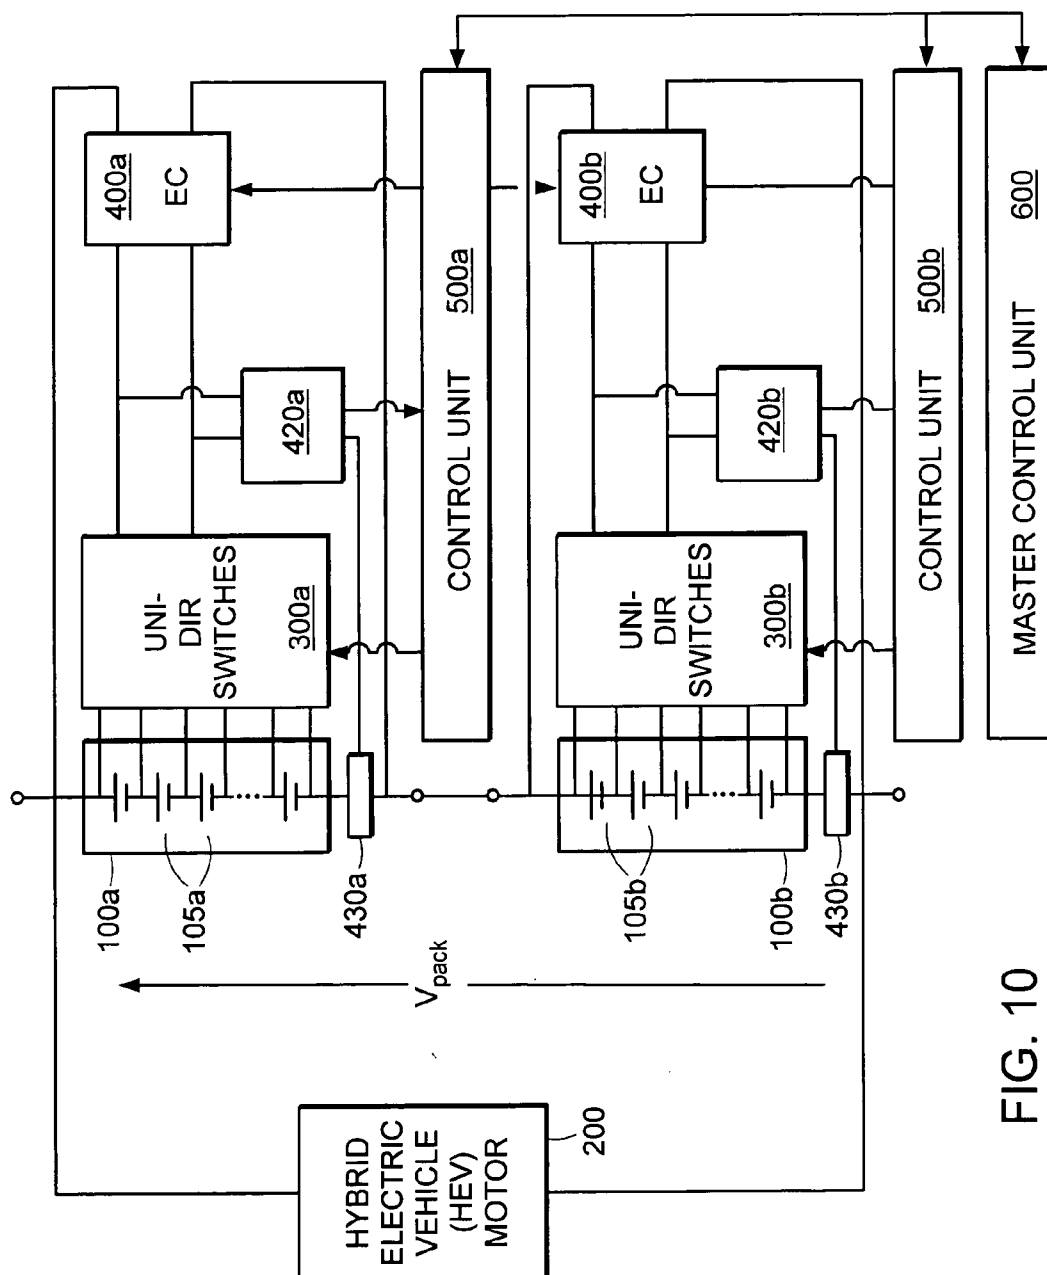 400a
EC
420a
UNI-
DIR
SWITCHES
300a
100a
105a
430a
CONTROL UNIT 500a
400b
EC
420b
UNI-
DIR
SWITCHES
300b
105b
100b
430b
CONTROL UNIT 500b
MASTER CONTROL UNIT 600
Vpack
HYBRID
ELECTRIC
VEHICLE
(HEV)
MOTOR
200
FIG. 10